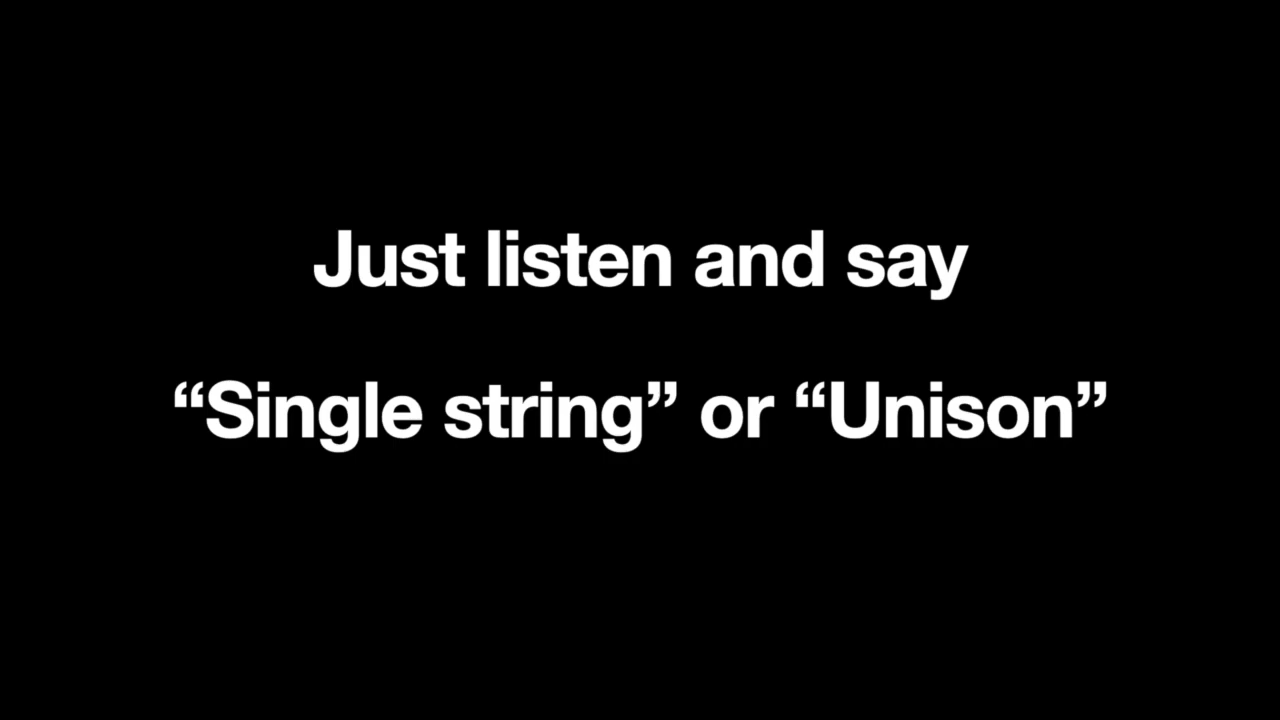 Just listen and say
“Single string” or “Unison”